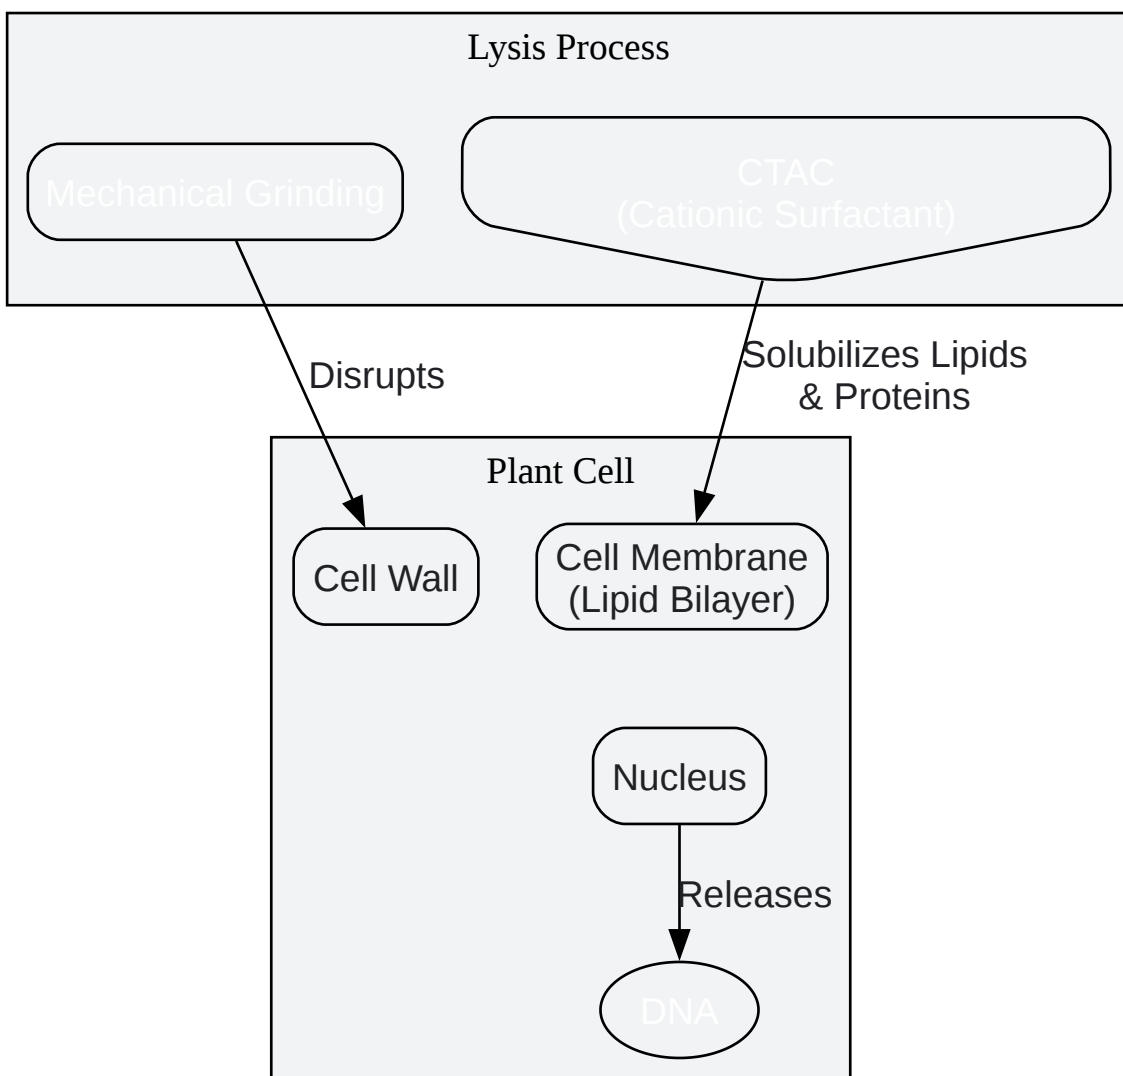 Lysis Process
Mechanical Grinding
CTAC
(Cationic Surfactant)
Disrupts
Solubilizes Lipids
& Proteins
Plant Cell
Cell Wall
Cell Membrane
(Lipid Bilayer)
Nucleus
Releases
DNA